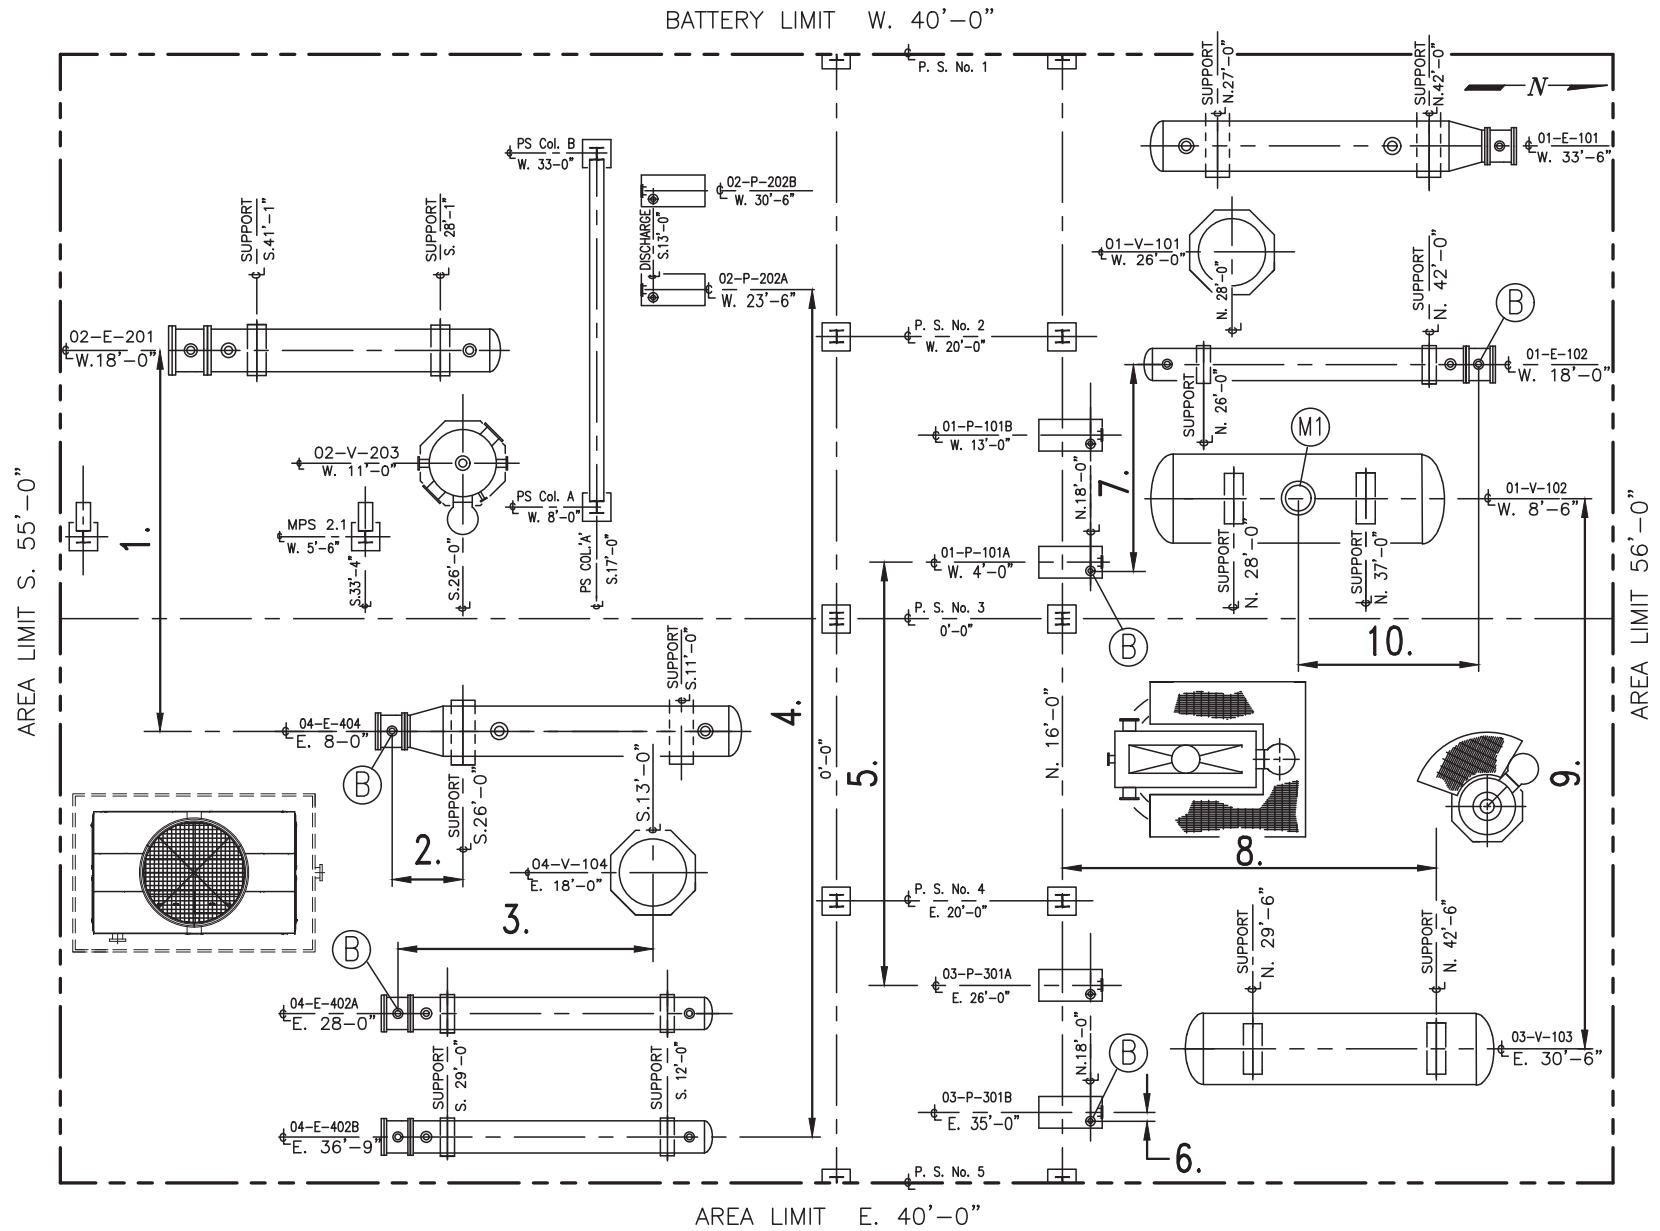 BATTERY LIMIT W. 40'-0"
P. S. No. 1
SUPPORT
N.27'-0"
SUPPORT
N.42'-0"
N
01-E-101
W. 33'-6"
PS Col. B
W. 33-0"
02-P-202B
W. 30'-6"
DISCHARGE
S.13'-0"
02-P-202A
W. 23'-6"
SUPPORT
S.41'-1"
SUPPORT
S. 28'-1"
01-V-101
W. 26'-0"
N. 28'-0"
SUPPORT
N. 42'-0"
B
02-E-201
W.18'-0"
P. S. No. 2
W. 20'-0"
01-E-102
W. 18'-0"
SUPPORT
N. 26'-0"
01-P-101B
W. 13'-0"
M1
02-V-203
W. 11'-0"
7.
N.18'-0"
01-V-102
W. 8'-6"
PS Col. A
W. 8'-0"
MPS 2.1
W. 5'-6"
1.
S.33'-4"
S.26'-0"
PS COL.'A'
S.17'-0"
01-P-101A
W. 4'-0"
SUPPORT
N. 28'-0"
SUPPORT
N. 37'-0"
AREA LIMIT S. 55'-0"
AREA LIMIT 56'-0"
P. S. No. 3
0'-0"
B
10.
SUPPORT
S.11'-0"
04-E-404
E. 8-0"
4.
0'-0"
5.
N. 16'-0"
9.
B
SUPPORT
S.26'-0"
S.13'-0"
2.
04-V-104
E. 18'-0"
8.
P. S. No. 4
E. 20'-0"
3.
B
SUPPORT
N. 29'-6"
SUPPORT
N. 42'-6"
03-P-301A
E. 26'-0"
04-E-402A
E. 28-0"
N.18'-0"
B
03-V-103
E. 30'-6"
SUPPORT
S. 29'-0"
SUPPORT
S. 12'-0"
03-P-301B
E. 35'-0"
04-E-402B
E. 36'-9"
6.
P. S. No. 5
AREA LIMIT E. 40'-0"